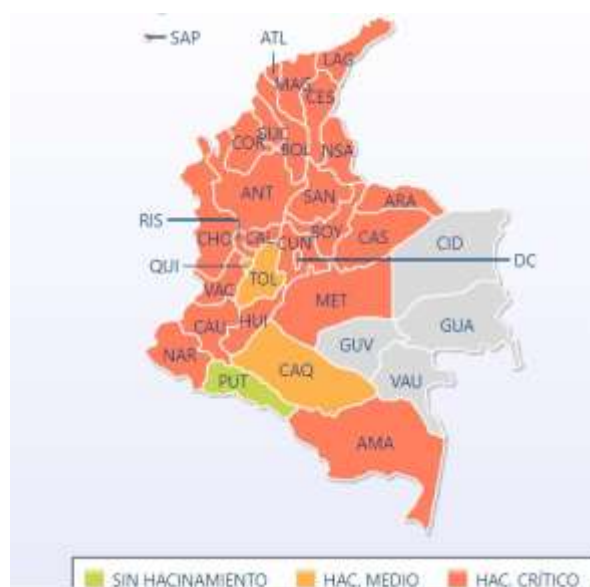 SAP
ATL
LAG
MAG
CES
SUC
COR
BOL
NSA
ANT
SAN
ARA
RIS
CHO
CAL
CUN
BOY
CAS
CID
DC
QUI
TOL
VAC
MET
GUA
HUI
CAU
GUV
NAR
CAQ
VAU
PUT
AMA
SIN HACINAMIENTO
HAC. MEDIO
HAC. CRÍTICO